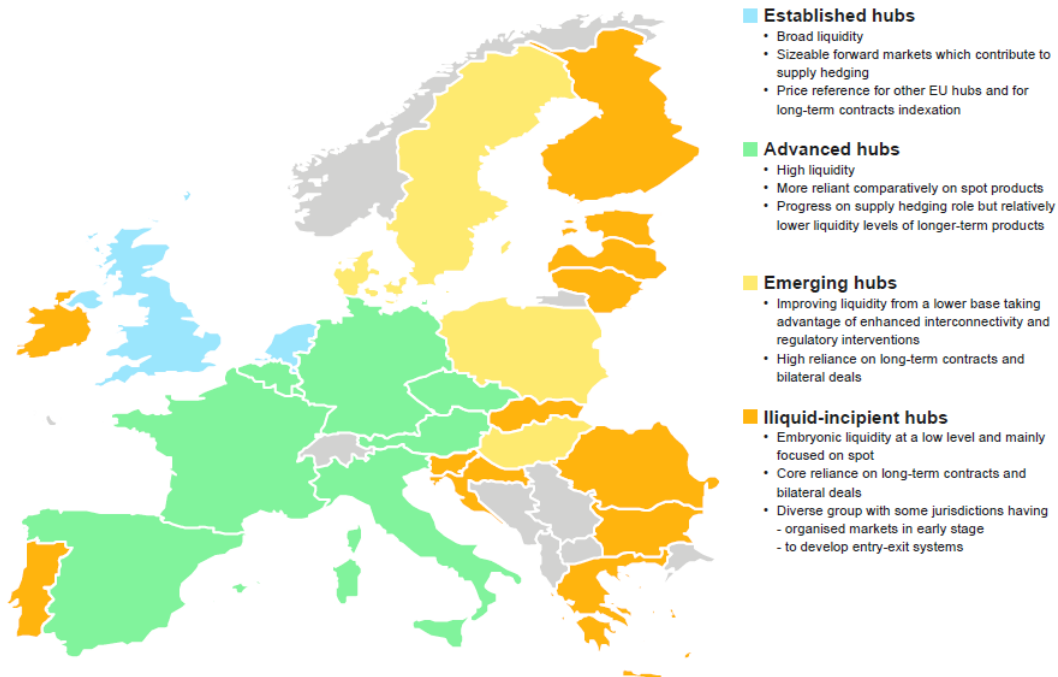 Established hubs
• Broad liquidity
• Sizeable forward markets which contribute to
supply hedging
• Price reference for other EU hubs and for
long-term contracts indexation
Advanced hubs
• High liquidity
• More reliant comparatively on spot products
• Progress on supply hedging role but relatively
lower liquidity levels of longer-term products
Emerging hubs
• Improving liquidity from a lower base taking
advantage of enhanced interconnectivity and
regulatory interventions
• High reliance on long-term contracts and
bilateral deals
Iliquid-incipient hubs
• Embryonic liquidity at a low level and mainly
focused on spot
• Core reliance on long-term contracts and
bilateral deals
• Diverse group with some jurisdictions having
- organised markets in early stage
- to develop entry-exit systems